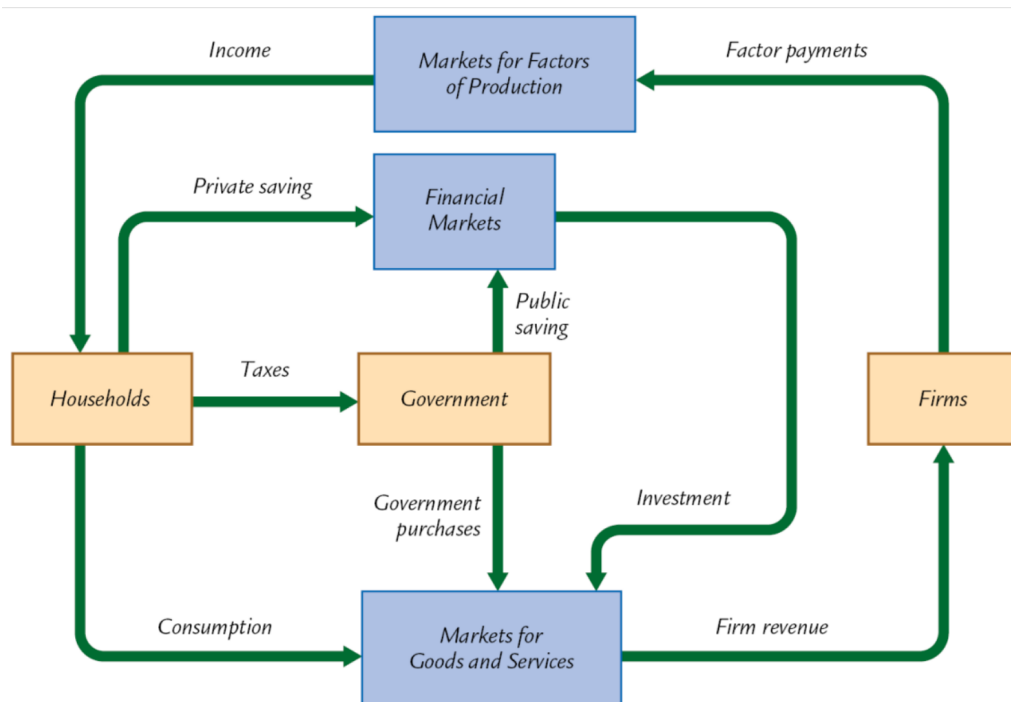 Income
Markets for Factors
of Production
Factor payments
Private saving
Financial
Markets
Public
saving
Households
Taxes
Government
Firms
Government
purchases
Investment
Consumption
Markets for
Goods and Services
Firm revenue